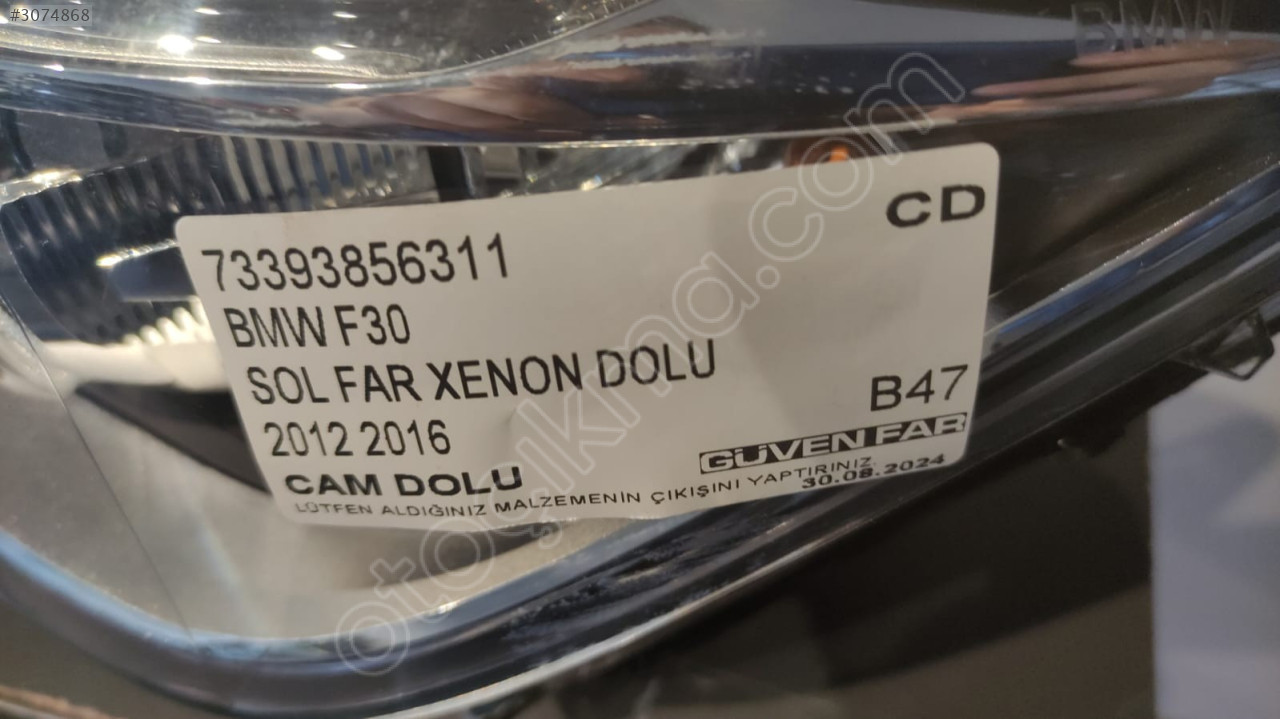 #3074868
BMW
CD
73393856311
BMW F30
SOL FAR XENON DOLU
2012 2016
B47
CAM DOLU
GÜVEN FAR
LÜTFEN ALDIĞINIZ MALZEMENİN ÇIKIŞINI YAPTIRINIZ.
30.08.2024
otoçıkma.com